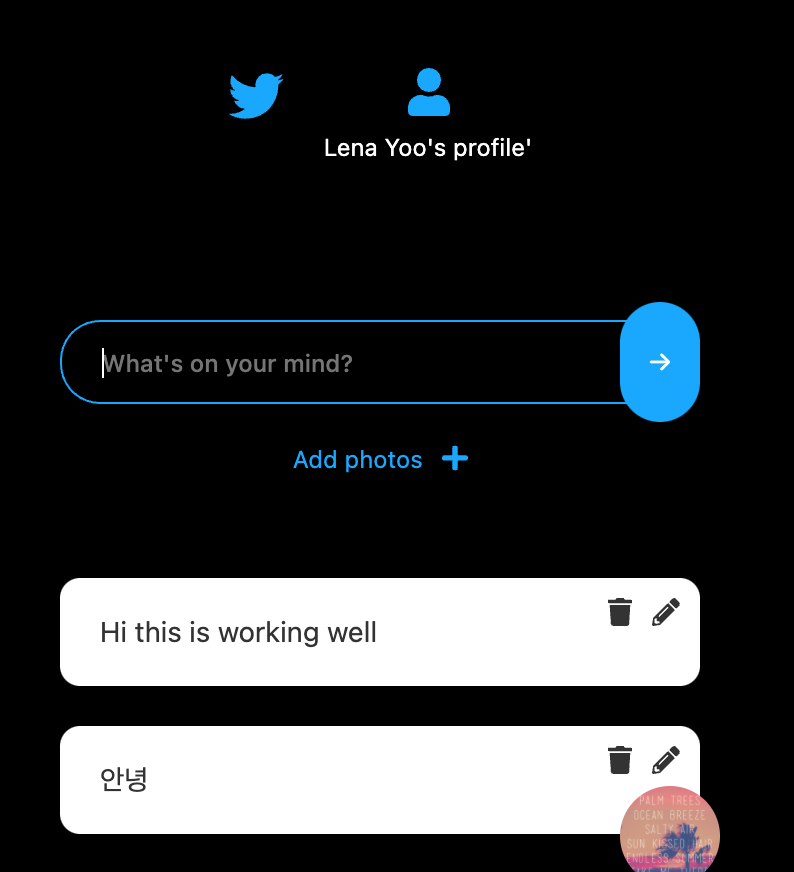 Lena Yoo's profile'
What's on your mind?
Add photos
Hi this is working well
안녕
PALM TREES
OCEAN BREEZE
SALTY AIR
SUN KISSED HAIR
ENDLESS SUMMER